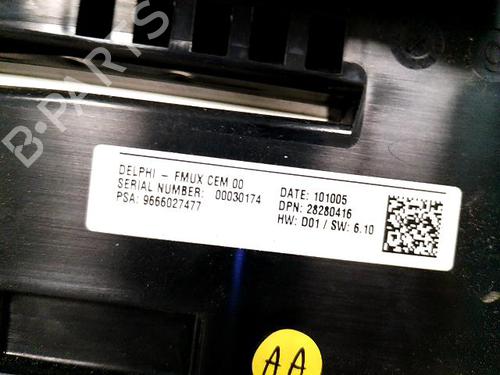 B-PARTS
DELPHI - FMUX CEM 00
SERIAL NUMBER: 00030174
PSA: 9666027477
DATE: 101005
DPN: 28280416
HW: D01 / SW: 6.10
AA